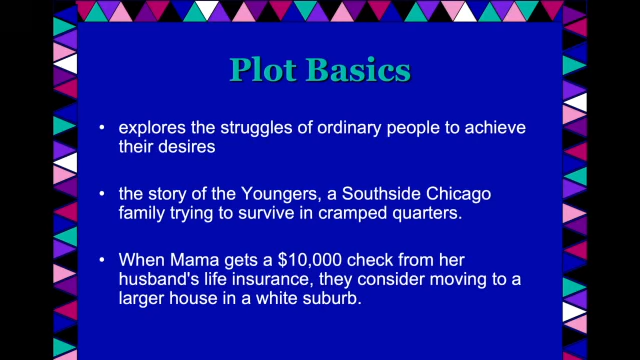 Plot Basics
• explores the struggles of ordinary people to achieve
their desires
• the story of the Youngers, a Southside Chicago
family trying to survive in cramped quarters.
• When Mama gets a $10,000 check from her
husband's life insurance, they consider moving to a
larger house in a white suburb.